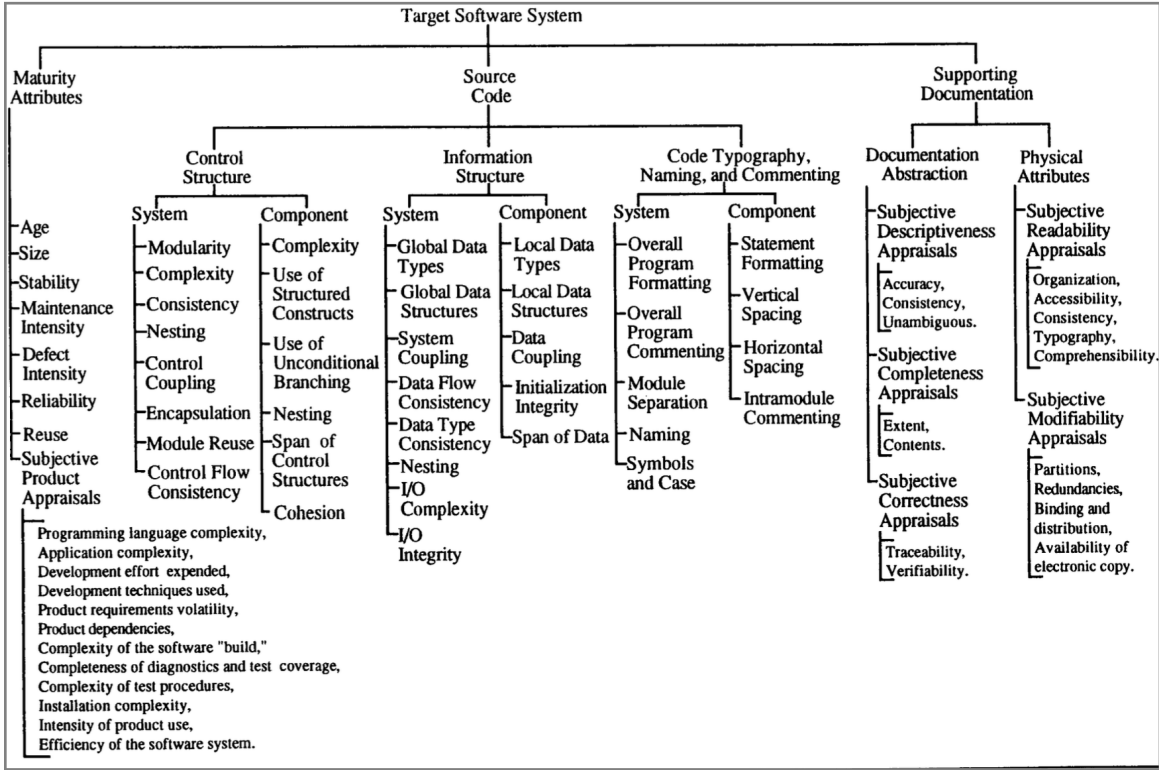 Target Software System
Maturity
Attributes
Age
Size
Stability
Maintenance
Intensity
Defect
Intensity
Reliability
Reuse
Subjective
Product
Appraisals
Programming language complexity,
Application complexity,
Development effort expended,
Development techniques used,
Product requirements volatility,
Product dependencies,
Complexity of the software "build,"
Completeness of diagnostics and test coverage,
Complexity of test procedures,
Installation complexity,
Intensity of product use,
Efficiency of the software system.
Source
Code
Control
Structure
System
Modularity
Complexity
Consistency
Nesting
Control
Coupling
Encapsulation
Module Reuse
Control Flow
Consistency
Component
Complexity
Use of
Structured
Constructs
Use of
Unconditional
Branching
Nesting
Span of
Control
Structures
Cohesion
Information
Structure
System
Global Data
Types
Global Data
Structures
System
Coupling
Data Flow
Consistency
Data Type
Consistency
Nesting
I/O
Complexity
I/O
Integrity
Component
Local Data
Types
Local Data
Structures
Data
Coupling
Initialization
Integrity
Span of Data
Code Typography,
Naming, and Commenting
System
Overall
Program
Formatting
Overall
Program
Commenting
Module
Separation
Naming
Symbols
and Case
Component
Statement
Formatting
Vertical
Spacing
Horizontal
Spacing
Intramodule
Commenting
Supporting
Documentation
Documentation
Abstraction
Subjective
Descriptiveness
Appraisals
Accuracy,
Consistency,
Unambiguous.
Subjective
Completeness
Appraisals
Extent,
Contents.
Subjective
Correctness
Appraisals
Traceability,
Verifiability.
Physical
Attributes
Subjective
Readability
Appraisals
Organization,
Accessibility,
Consistency,
Typography,
Comprehensibility.
Subjective
Modifiability
Appraisals
Partitions,
Redundancies,
Binding and
distribution,
Availability of
electronic copy.